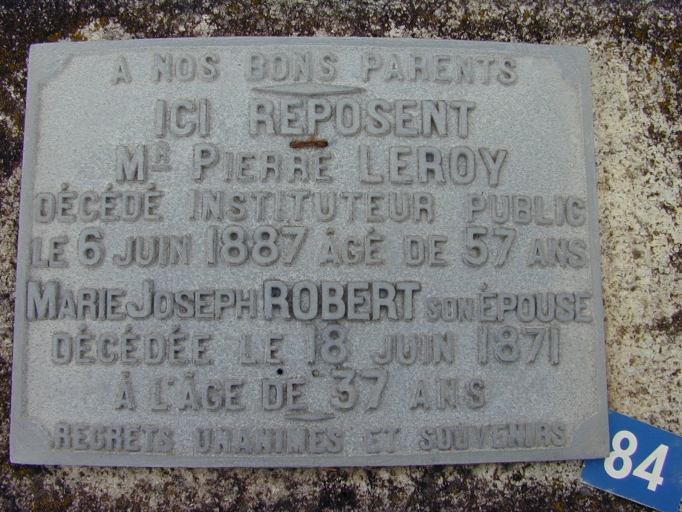 A NOS BONS PARENTS
ICI REPOSENT
MR PIERRE LEROY
DÉCÉDÉ INSTITUTEUR PUBLIC
LE 6 JUIN 1887 ÂGÉ DE 57 ANS
MARIE JOSEPH ROBERT SON ÉPOUSE
DÉCÉDÉE LE 18 JUIN 1871
À L'ÂGE DE 37 ANS
REGRETS UNANIMES ET SOUVENIRS
84